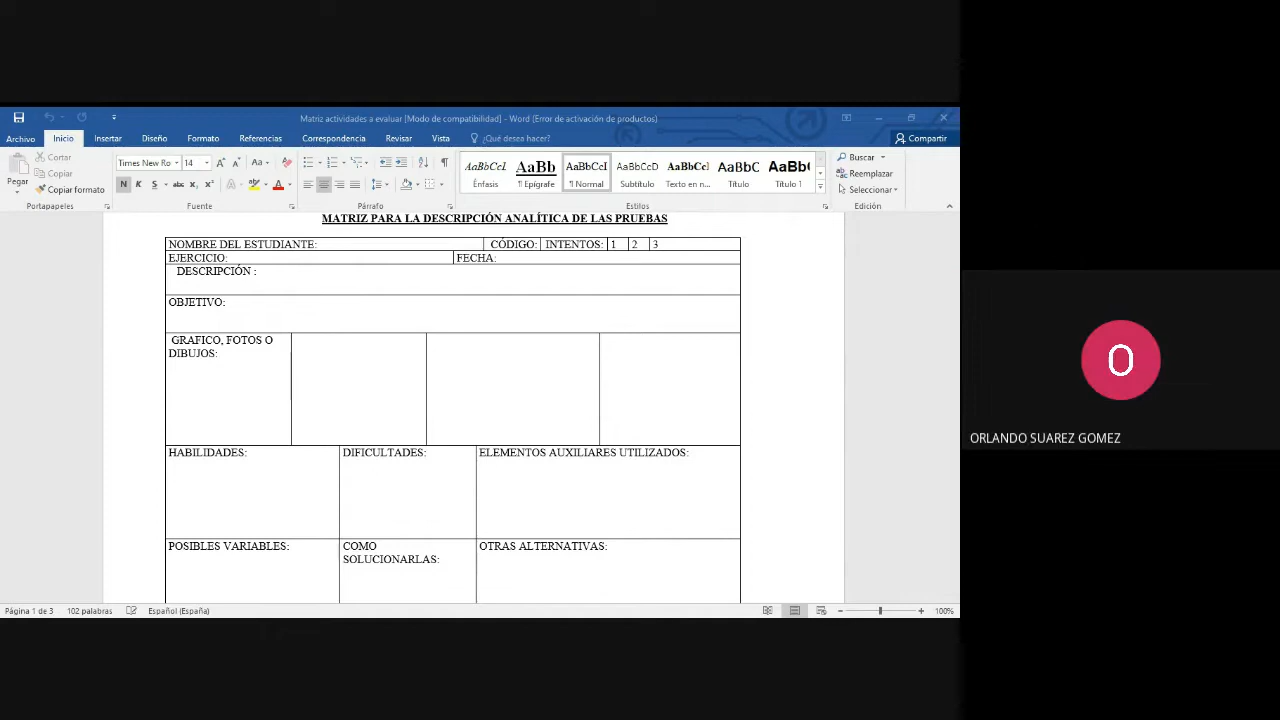 Matriz actividades a evaluar [Modo de compatibilidad] - Word (Error de activación de productos)
Archivo Inicio Insertar Diseño Formato Referencias Correspondencia Revisar Vista ¿Qué desea hacer? Compartir
Pegar
Cortar
Copiar
Copiar formato
Portapapeles
Times New Ro 14
N K S abc x₂ x²
Fuente
Párrafo
AaBbCcL AaBb AaBbCcI AaBbCcD AaBbCcI AaBbC AaBb(
Énfasis ¶ Epígrafe ¶ Normal Subtítulo Texto en n... Título Título 1
Estilos
Buscar
Reemplazar
Seleccionar
Edición
MATRIZ PARA LA DESCRIPCIÓN ANALÍTICA DE LAS PRUEBAS
NOMBRE DEL ESTUDIANTE: CÓDIGO: INTENTOS: 1 2 3
EJERCICIO: FECHA:
DESCRIPCIÓN :
OBJETIVO:
GRAFICO, FOTOS O
DIBUJOS:
HABILIDADES: DIFICULTADES: ELEMENTOS AUXILIARES UTILIZADOS:
POSIBLES VARIABLES: COMO
SOLUCIONARLAS:
OTRAS ALTERNATIVAS:
Página 1 de 3 102 palabras Español (España) 100%
O
ORLANDO SUAREZ GOMEZ